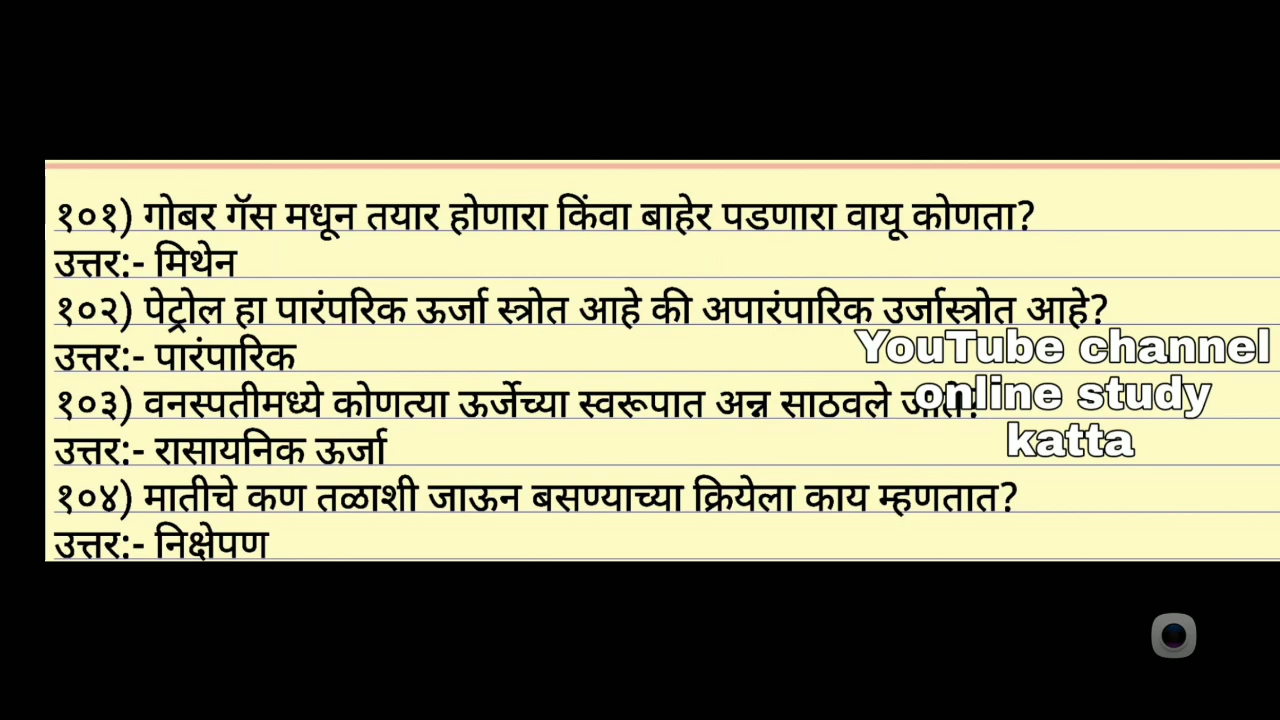 १०१) गोबर गॅस मधून तयार होणारा किंवा बाहेर पडणारा वायू कोणता?
उत्तर:- मिथेन
१०२) पेट्रोल हा पारंपरिक ऊर्जा स्त्रोत आहे की अपारंपारिक उर्जास्त्रोत आहे?
उत्तर:- पारंपारिक
१०३) वनस्पतीमध्ये कोणत्या ऊर्जेच्या स्वरूपात अन्न साठवले
उत्तर:- रासायनिक ऊर्जा
१०४) मातीचे कण तळाशी जाऊन बसण्याच्या क्रियेला काय म्हणतात?
उत्तर:- निक्षेपण
YouTube channel
online study
katta